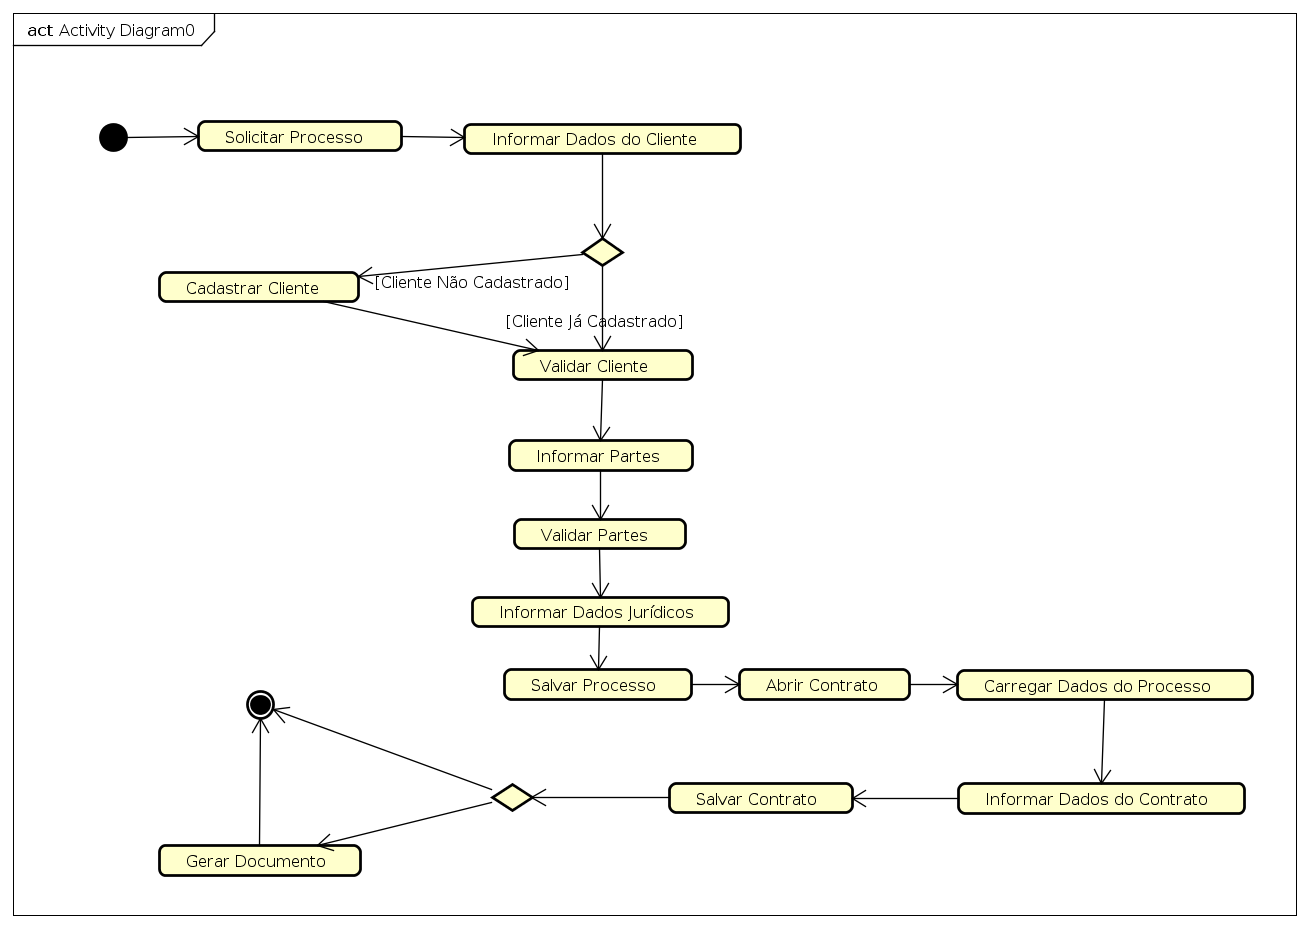 act Activity Diagram0
Solicitar Processo
Informar Dados do Cliente
Cadastrar Cliente
[Cliente Não Cadastrado]
[Cliente Já Cadastrado]
Validar Cliente
Informar Partes
Validar Partes
Informar Dados Jurídicos
Salvar Processo
Abrir Contrato
Carregar Dados do Processo
Informar Dados do Contrato
Salvar Contrato
Gerar Documento